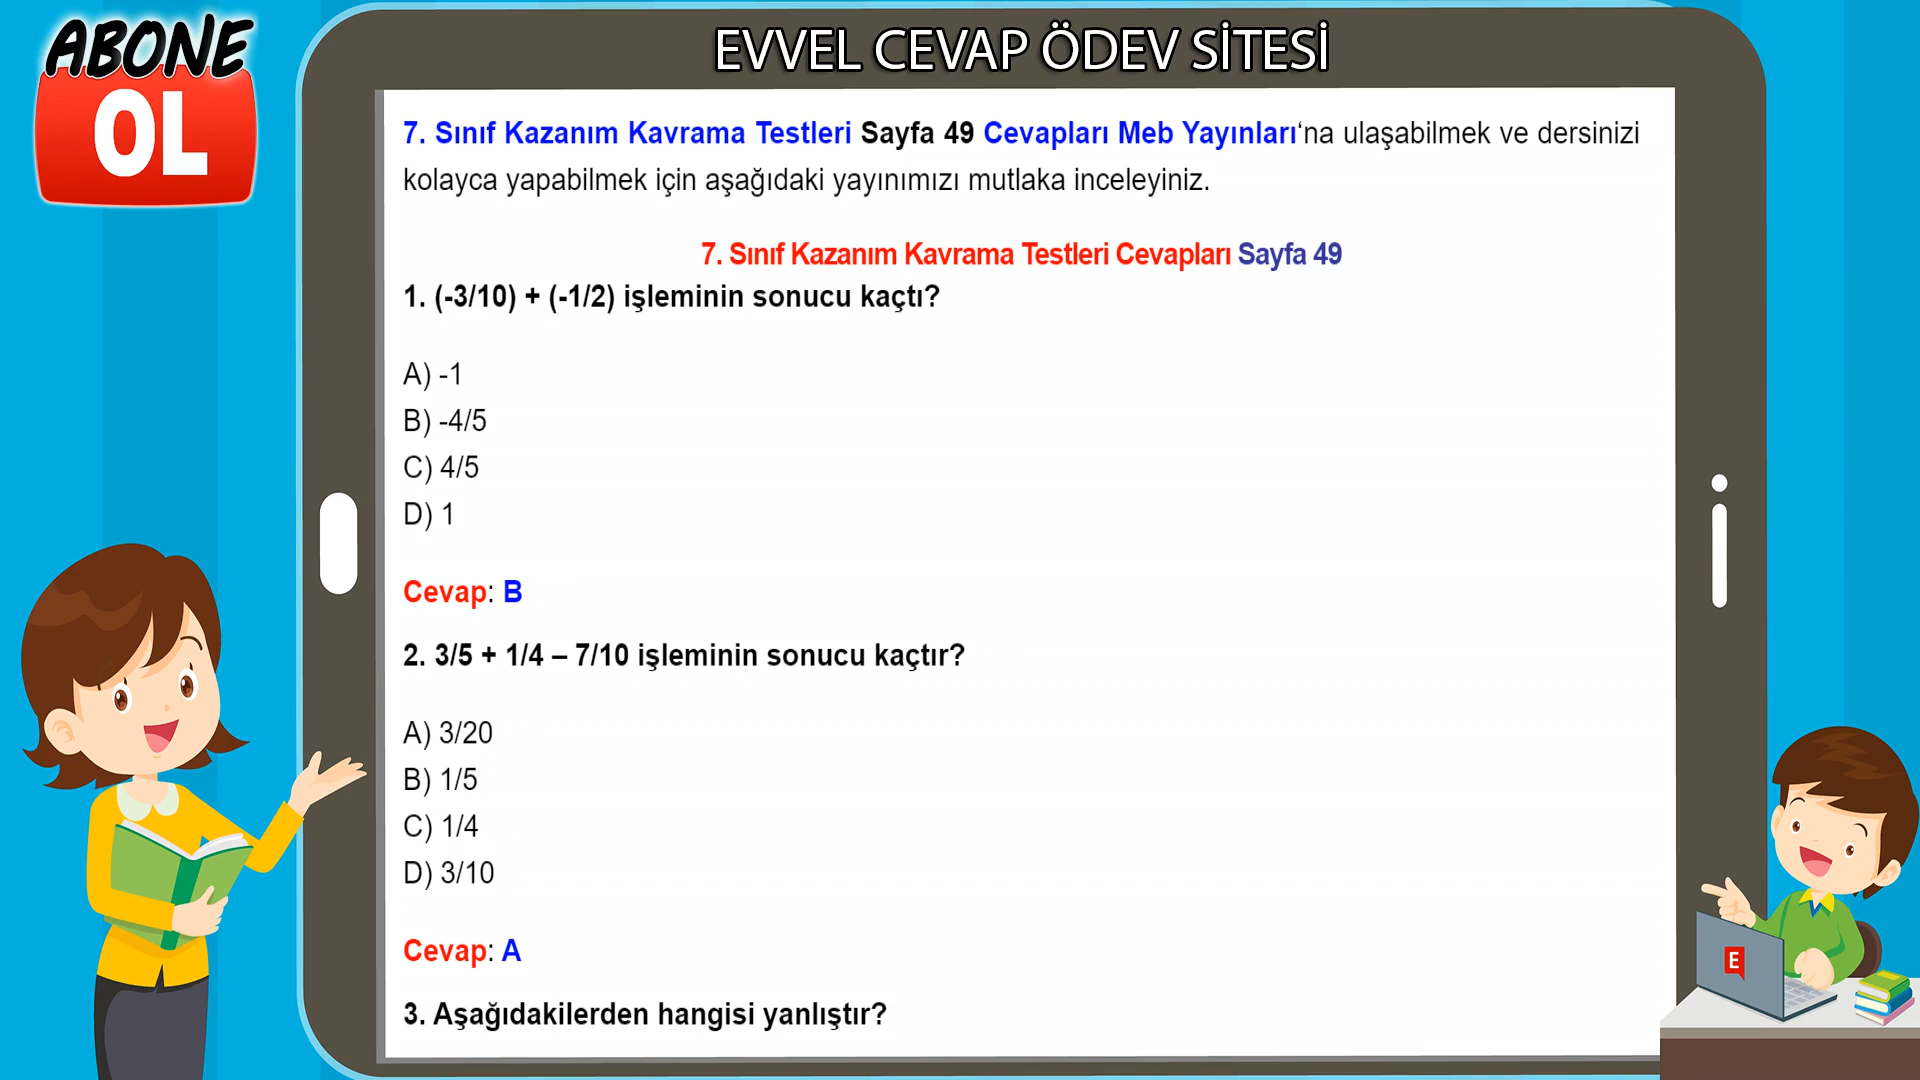 ABONE
OL
EVVEL CEVAP ÖDEV SİTESİ
7. Sınıf Kazanım Kavrama Testleri Sayfa 49 Cevapları Meb Yayınları‘na ulaşabilmek ve dersinizi
kolayca yapabilmek için aşağıdaki yayınımızı mutlaka inceleyiniz.
7. Sınıf Kazanım Kavrama Testleri Cevapları Sayfa 49
1. (-3/10) + (-1/2) işleminin sonucu kaçtı?
A) -1
B) -4/5
C) 4/5
D) 1
Cevap: B
2. 3/5 + 1/4 – 7/10 işleminin sonucu kaçtır?
A) 3/20
B) 1/5
C) 1/4
D) 3/10
Cevap: A
3. Aşağıdakilerden hangisi yanlıştır?
E